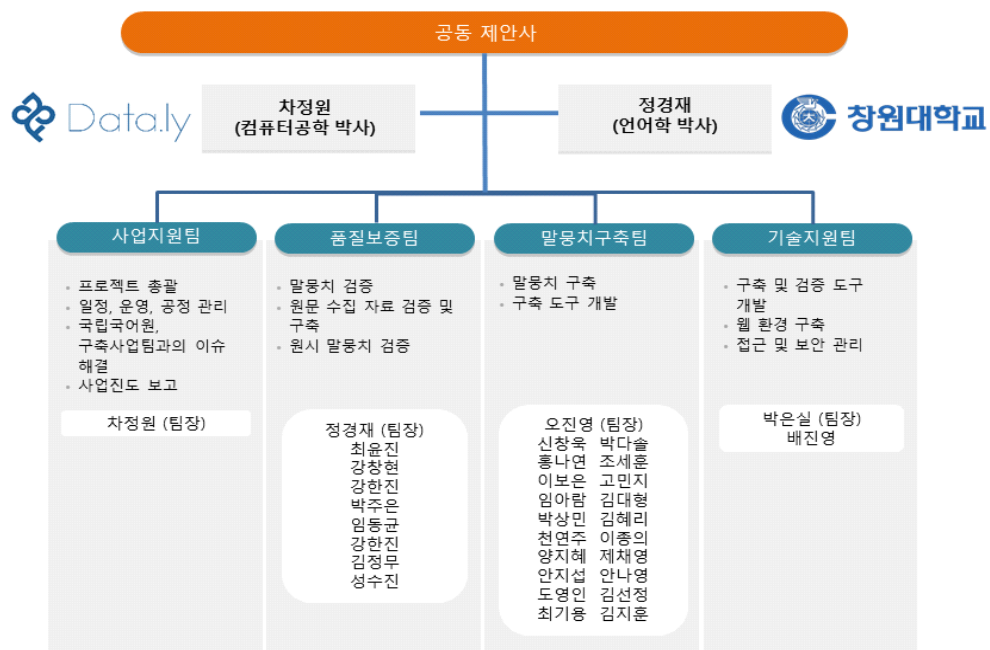 공동 제안사
Data.ly
차정원
(컴퓨터공학 박사)
정경재
(언어학 박사)
창원대학교
사업지원팀
프로젝트 총괄
일정, 운영, 공정 관리
국립국어원,
구축사업팀과의 이슈
해결
사업진도 보고
차정원 (팀장)
품질보증팀
말뭉치 검증
원문 수집 자료 검증 및
구축
원시 말뭉치 검증
정경재 (팀장)
최윤진
강창현
강한진
박주은
임동균
강한진
김정무
성수진
말뭉치구축팀
말뭉치 구축
구축 도구 개발
오진영 (팀장)
신창욱 박다솔
홍나연 조세훈
이보은 고민지
임아람 김대형
박상민 김혜리
천연주 이종의
양지혜 제채영
안지섭 안나영
도영인 김선정
최기용 김지훈
기술지원팀
구축 및 검증 도구
개발
웹 환경 구축
접근 및 보안 관리
박은실 (팀장)
배진영